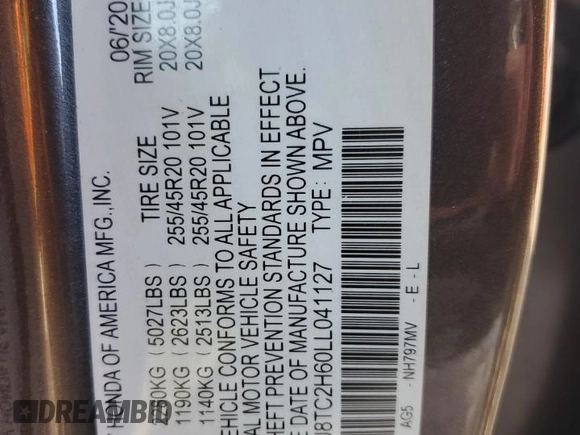 HONDA OF AMERICA MFG.,INC. 06/'20
(5027LBS) TIRE SIZE RIM SIZE
1190KG (2623LBS) 255/45R20 101V 20X8.0J
1140KG (2513LBS) 255/45R20 101V 20X8.0J
VEHICLE CONFORMS TO ALL APPLICABLE
MOTOR VEHICLE SAFETY
THEFT PREVENTION STANDARDS IN EFFECT
DATE OF MANUFACTURE SHOWN ABOVE.
J8TC2H60LL041127 TYPE: MPV
AG5 - NH797MV - E - L
©BIDFAX